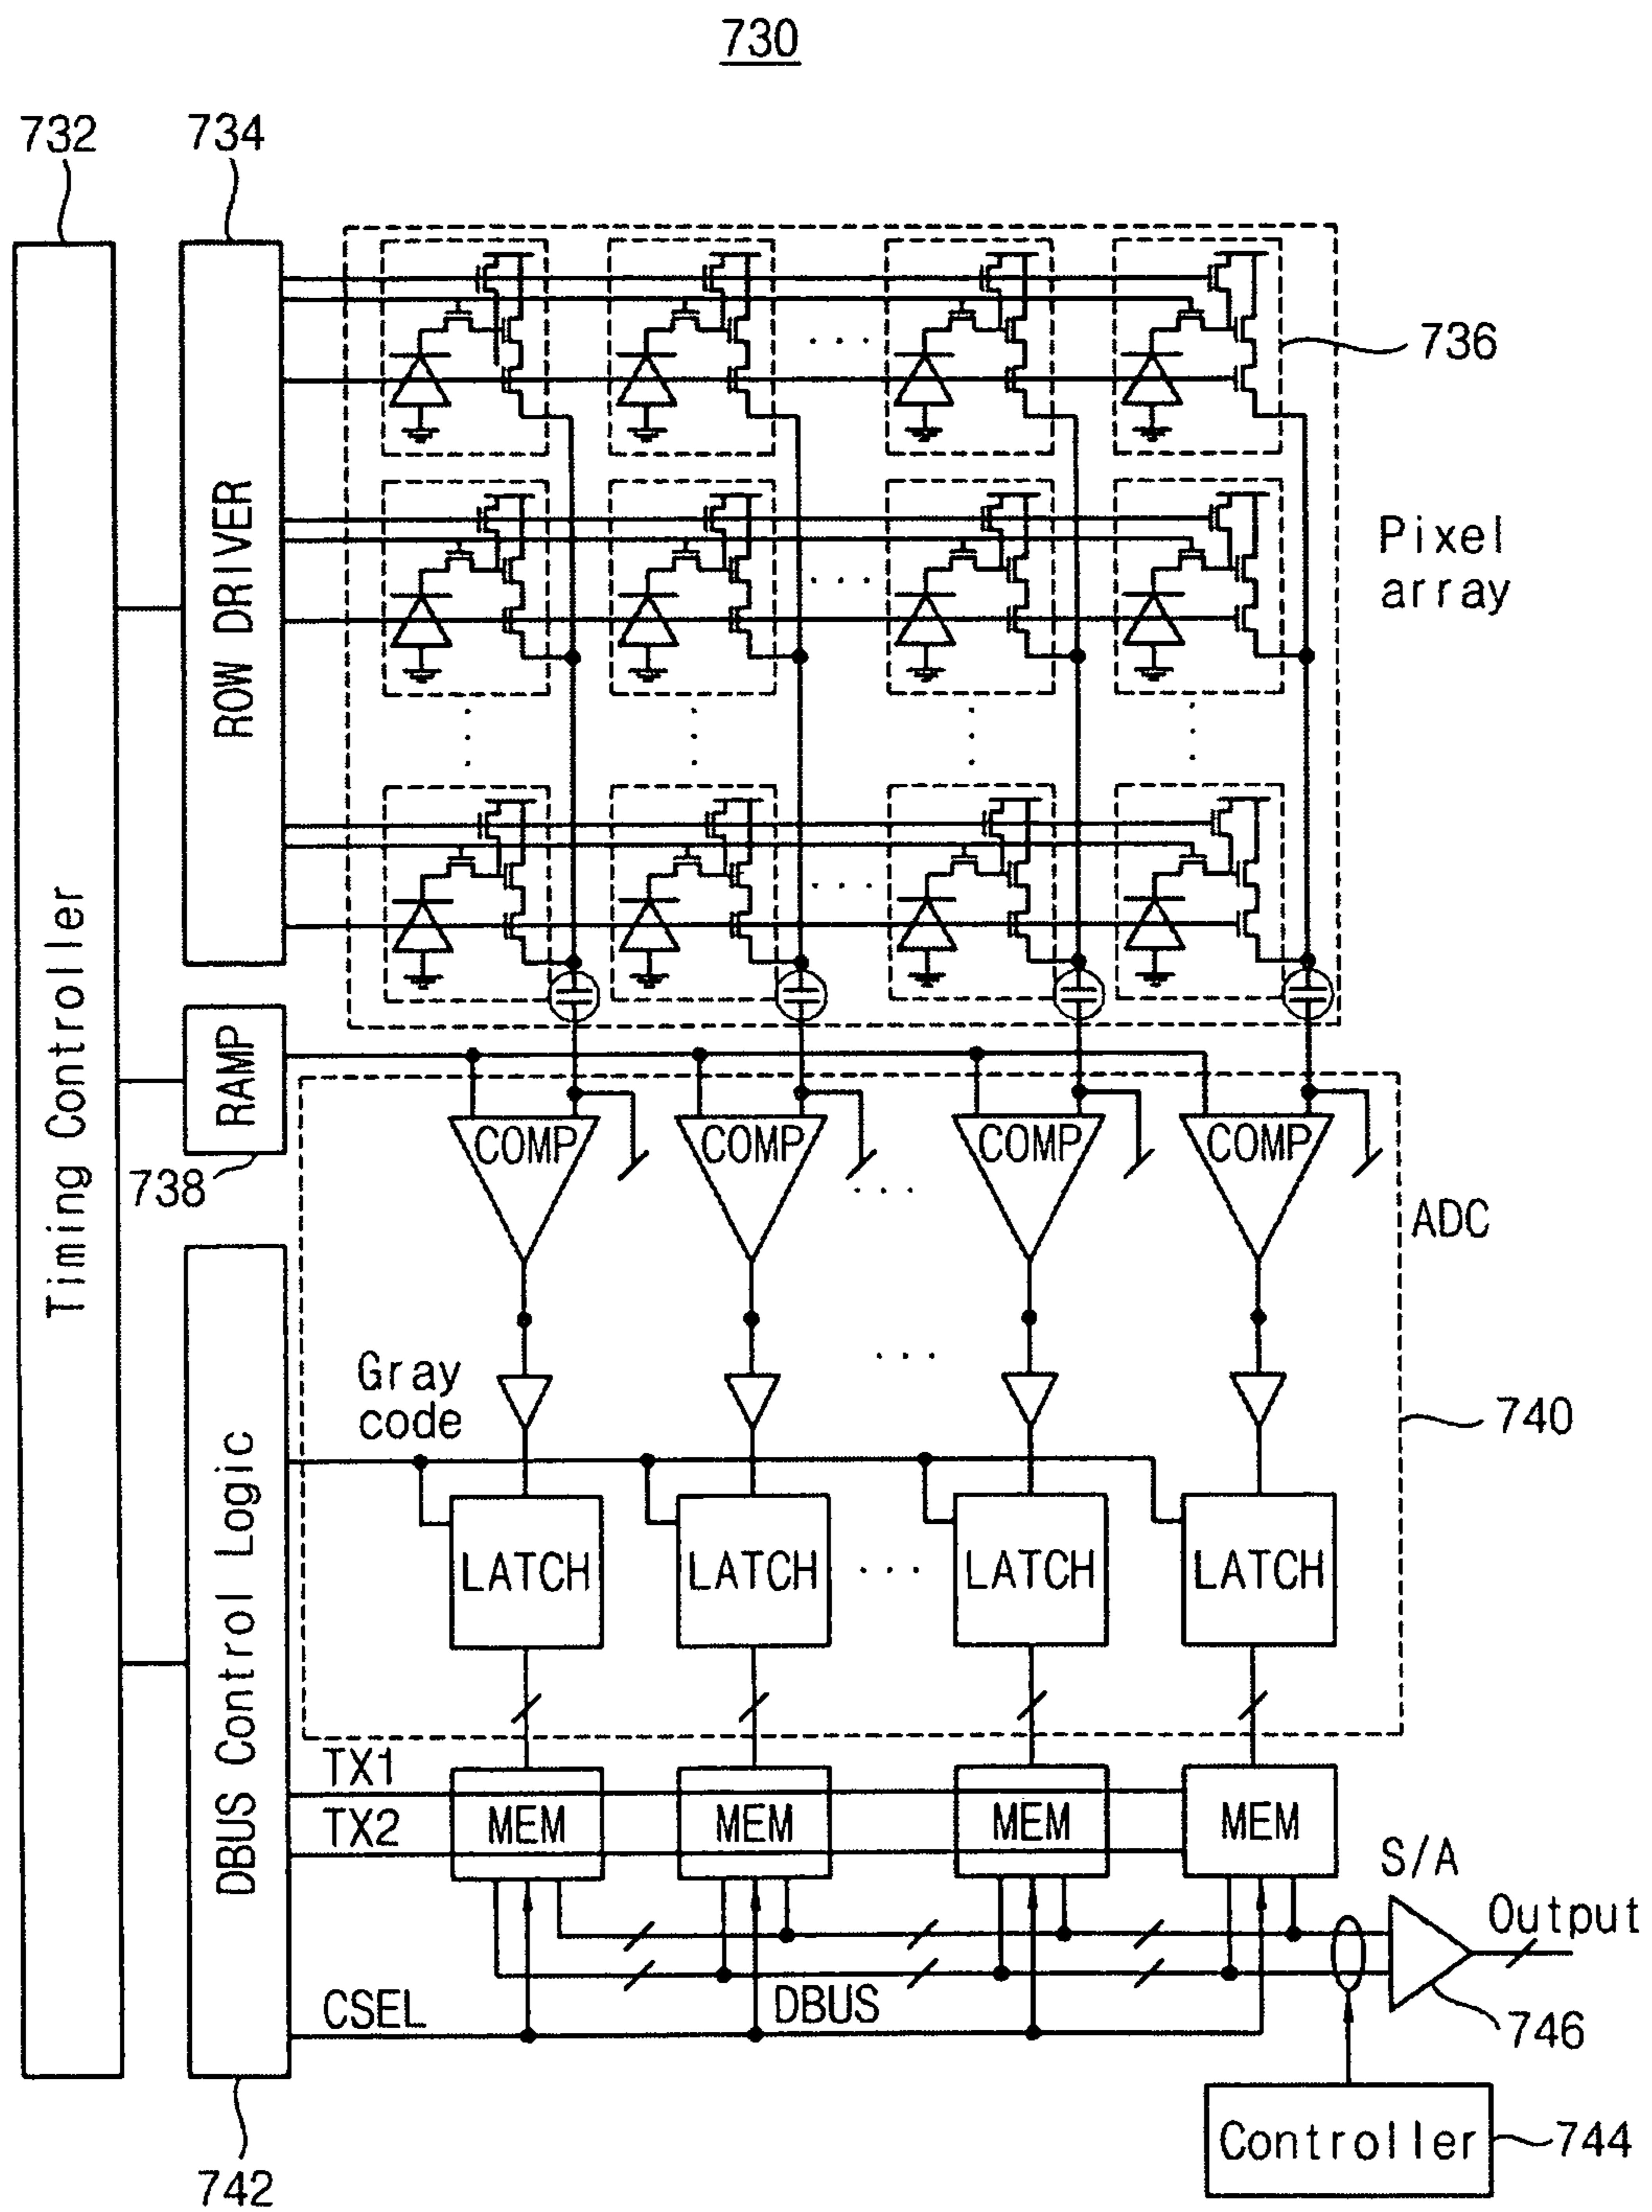 730
732
734
736
Pixel
array
ROW DRIVER
Timing Controller
RAMP
738
COMP
COMP
COMP
COMP
...
ADC
...
Gray
code
740
DBUS Control Logic
LATCH
LATCH
...
LATCH
LATCH
TX1
TX2
MEM
MEM
MEM
MEM
S/A
Output
CSEL
DBUS
746
Controller
744
742